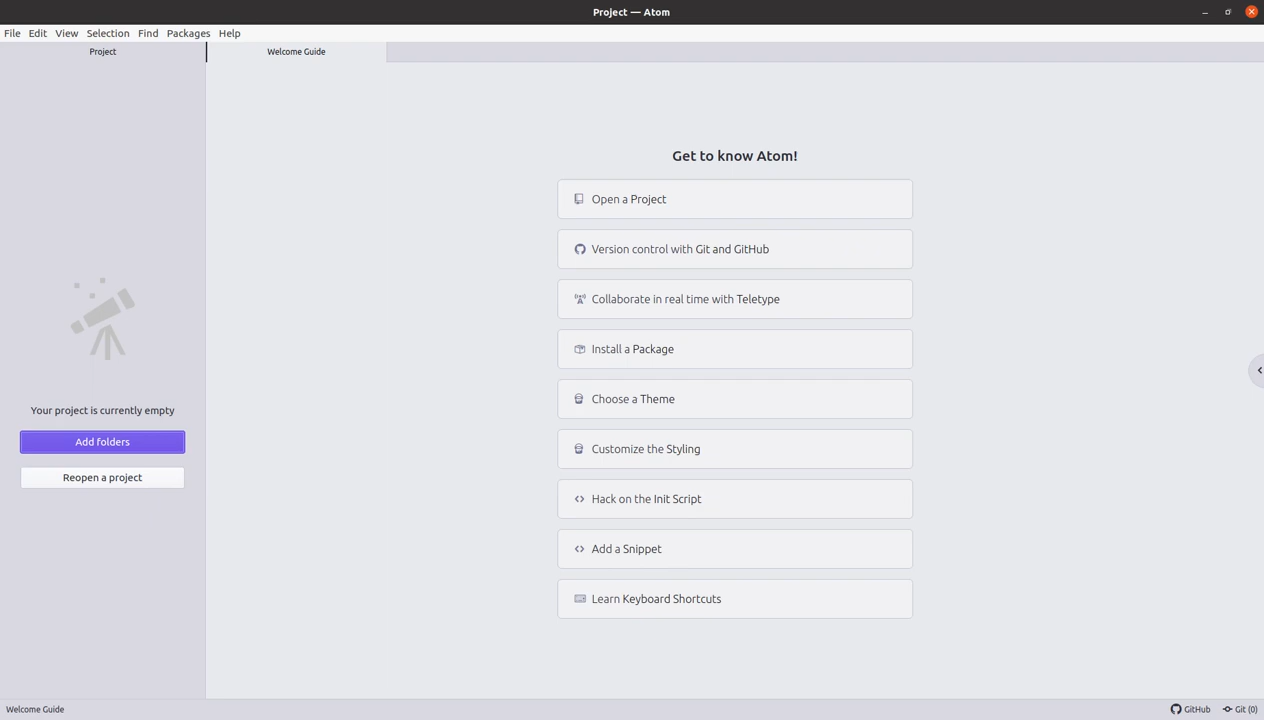 Project — Atom
File Edit View Selection Find Packages Help
Project
Welcome Guide
Get to know Atom!
Open a Project
Version control with Git and GitHub
Collaborate in real time with Teletype
Install a Package
Choose a Theme
Customize the Styling
Hack on the Init Script
Add a Snippet
Learn Keyboard Shortcuts
Your project is currently empty
Add folders
Reopen a project
Welcome Guide
GitHub
Git (0)